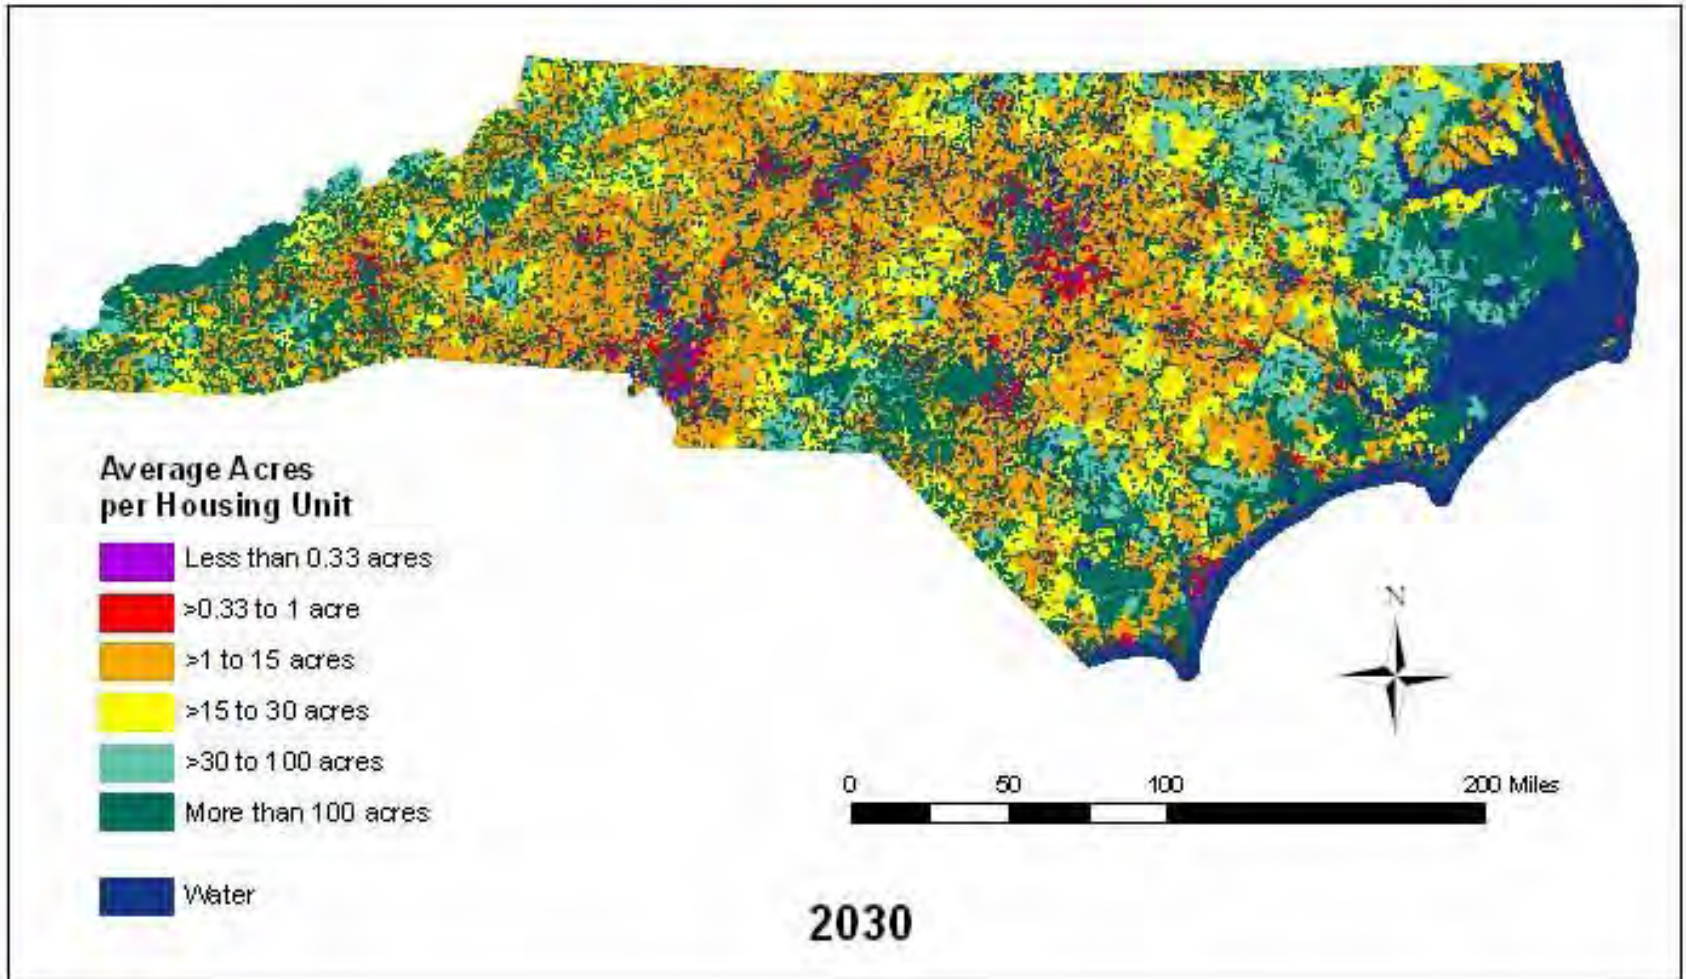 Average Acres
per Housing Unit
Less than 0.33 acres
>0.33 to 1 acre
>1 to 15 acres
>15 to 30 acres
>30 to 100 acres
More than 100 acres
Water
N
0 50 100 200 Miles
2030